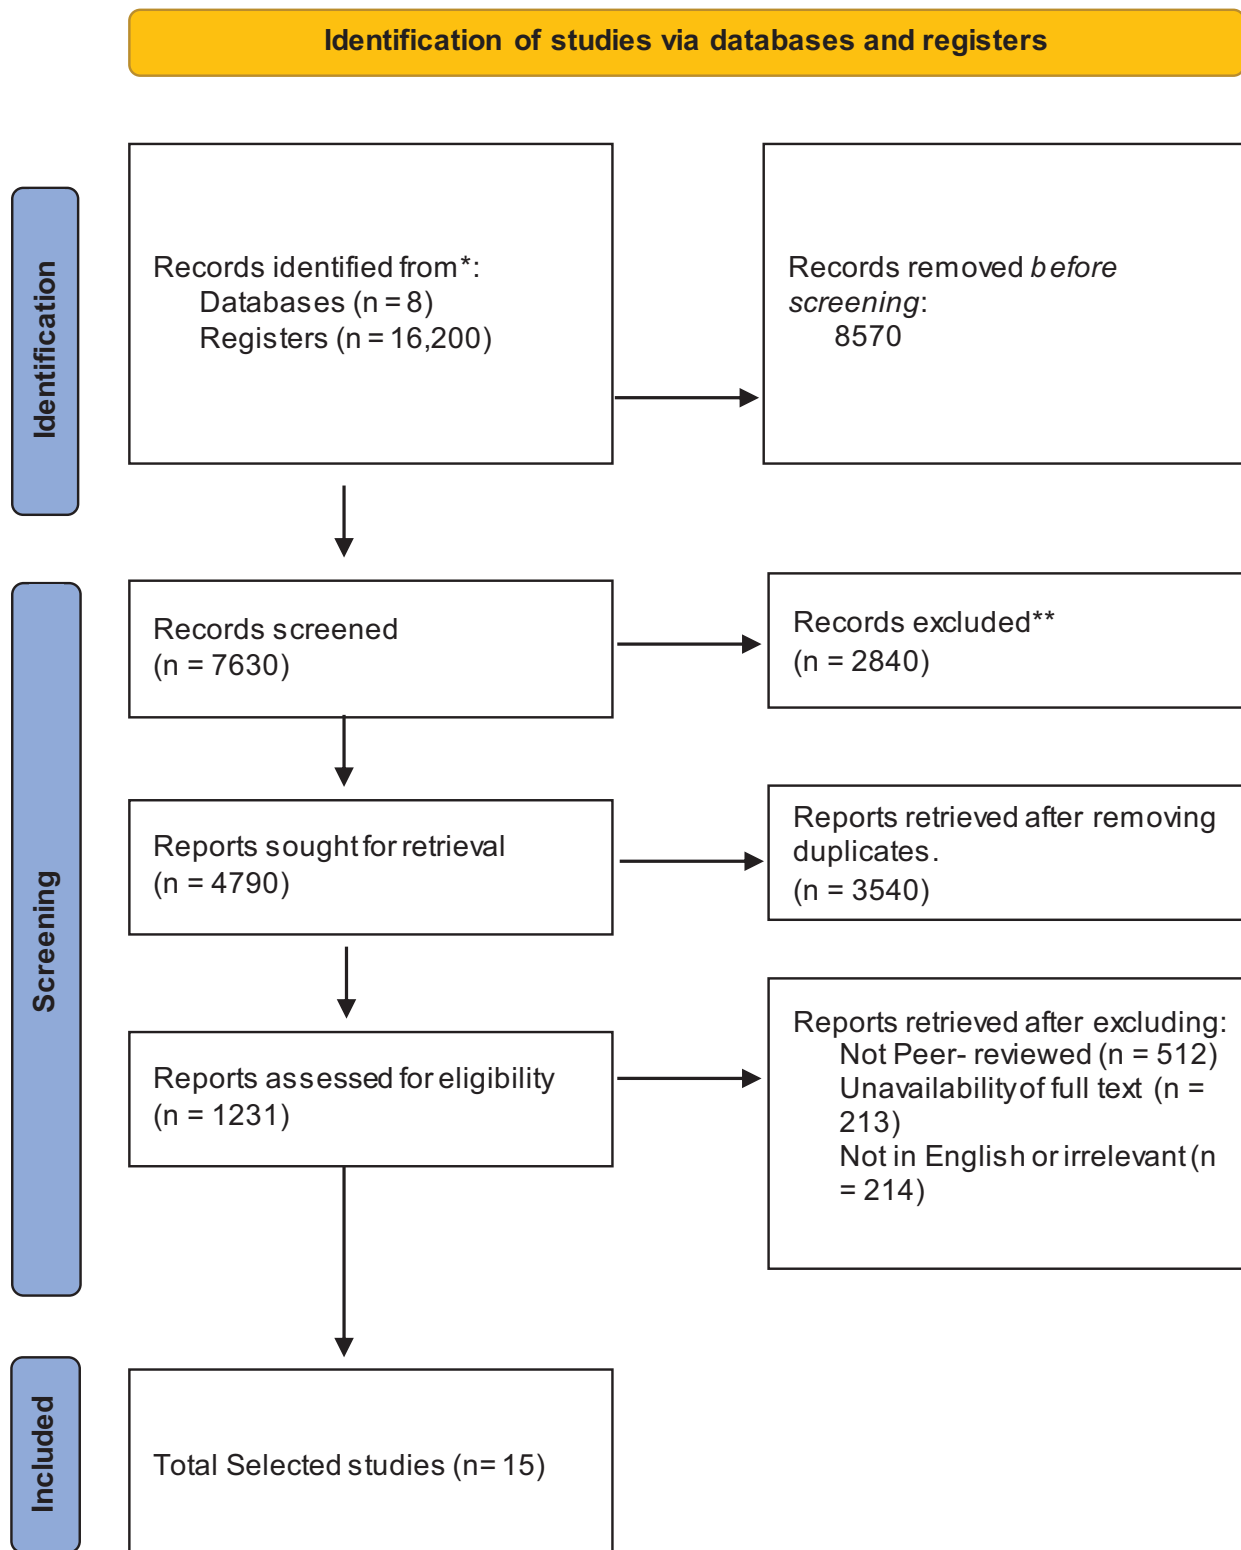 Identification of studies via databases and registers
Identification
Records identified from*:
Databases (n = 8)
Registers (n = 16,200)
Records removed before
screening:
8570
Screening
Records screened
(n = 7630)
Records excluded**
(n = 2840)
Reports sought for retrieval
(n = 4790)
Reports retrieved after removing
duplicates.
(n = 3540)
Reports assessed for eligibility
(n = 1231)
Reports retrieved after excluding:
Not Peer- reviewed (n = 512)
Unavailability of full text (n =
213)
Not in English or irrelevant (n
= 214)
Included
Total Selected studies (n= 15)